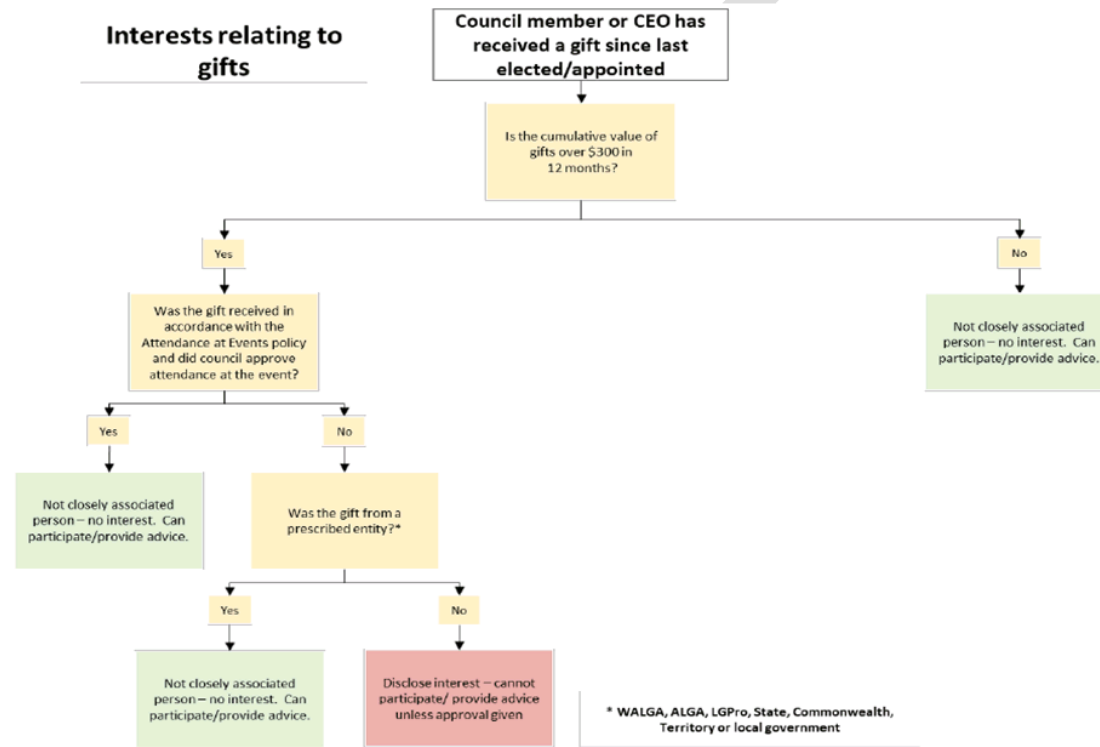 Interests relating to
gifts
Council member or CEO has
received a gift since last
elected/appointed
Is the cumulative value of
gifts over $300 in
12 months?
Yes
No
Was the gift received in
accordance with the
Attendance at Events policy
and did council approve
attendance at the event?
Not closely associated
person – no interest. Can
participate/provide advice.
Yes
No
Not closely associated
person – no interest. Can
participate/provide advice.
Was the gift from a
prescribed entity?*
Yes
No
Not closely associated
person – no interest. Can
participate/provide advice.
Disclose interest – cannot
participate/ provide advice
unless approval given
* WALGA, ALGA, LGPro, State, Commonwealth,
Territory or local government